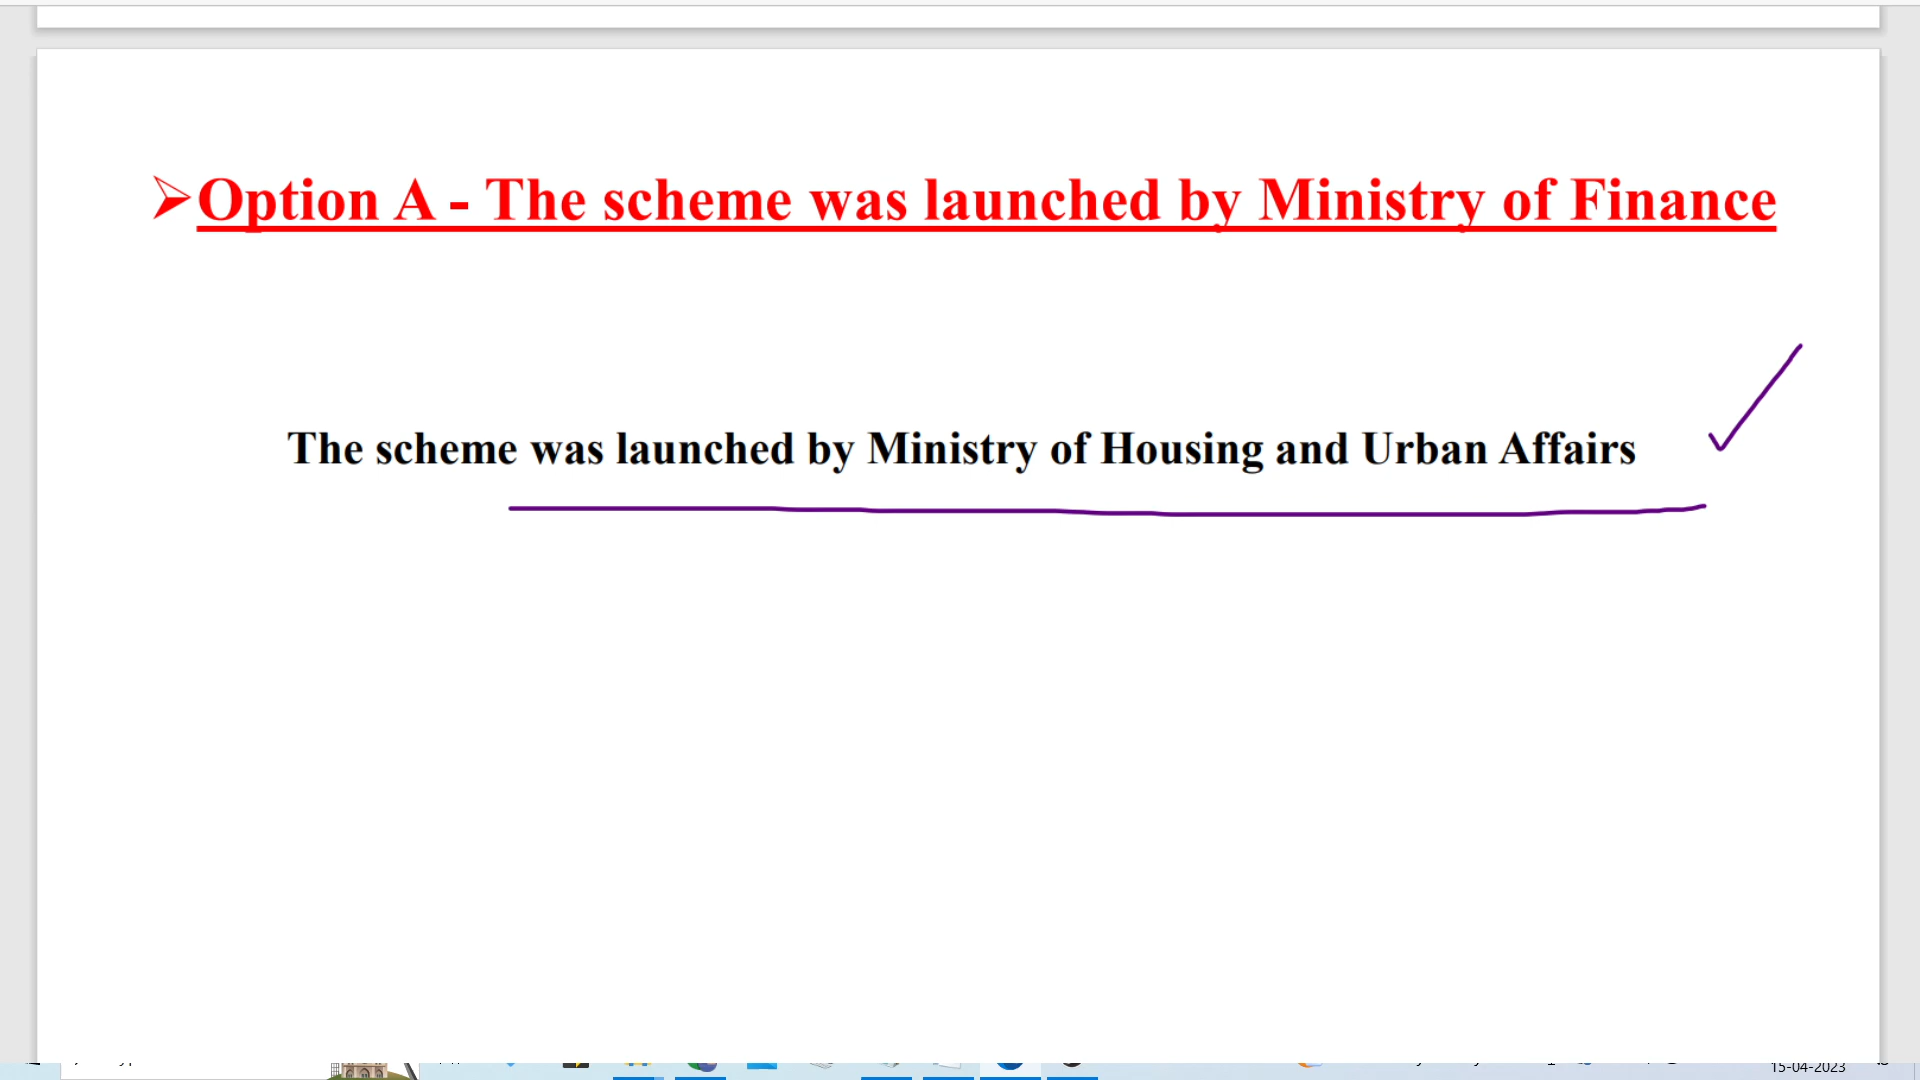 ➢Option A - The scheme was launched by Ministry of Finance
The scheme was launched by Ministry of Housing and Urban Affairs
15-04-2023